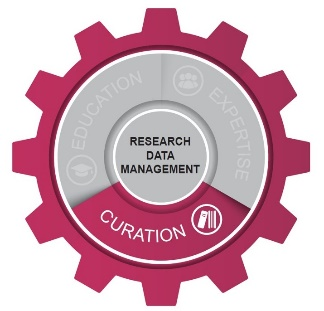 EDUCATION
EXPERTISE
RESEARCH
DATA
MANAGEMENT
CURATION